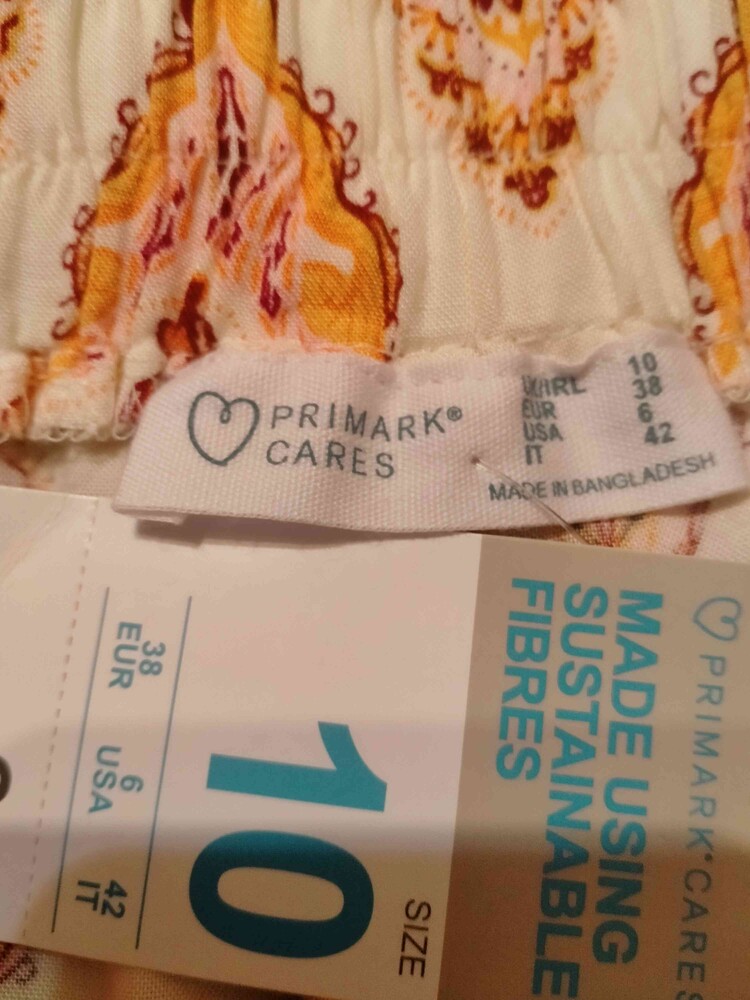 PRIMARK®
CARES
UK/IRL 10
EUR 38
USA 6
IT 42
MADE IN BANGLADESH
PRIMARK®CARES
MADE USING
SUSTAINABLE
FIBRES
SIZE
10
38
EUR
6
USA
42
IT